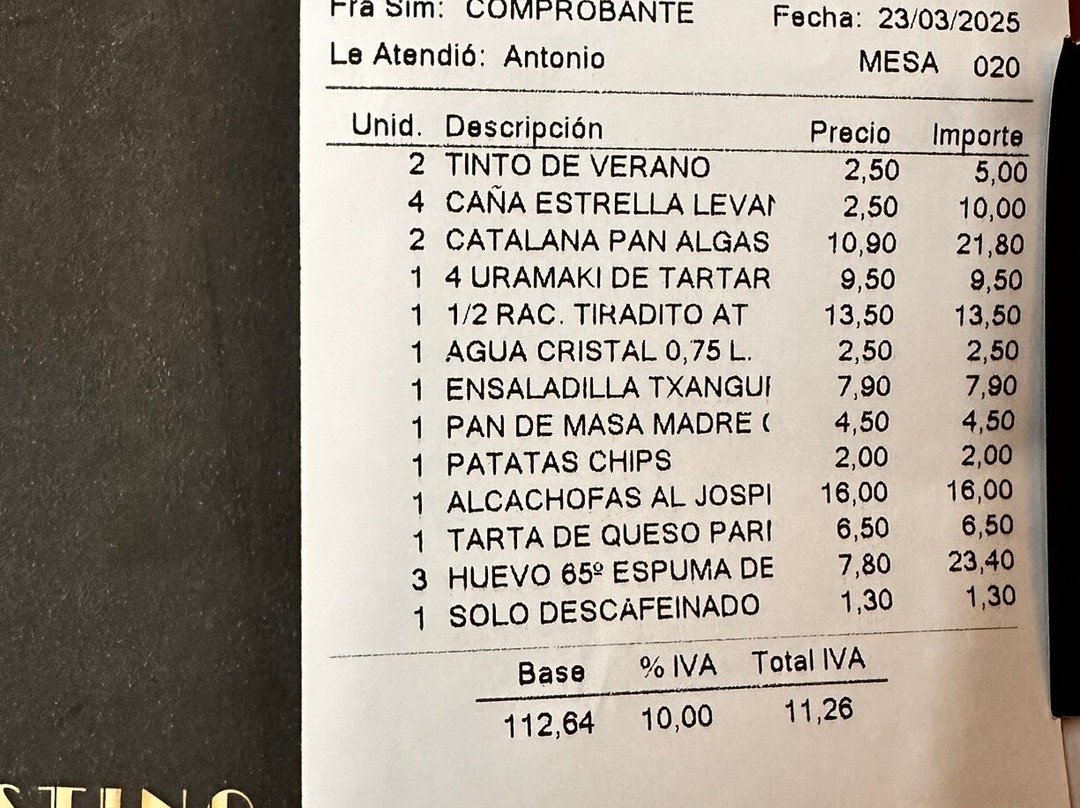 Fra Sim: COMPROBANTE Fecha: 23/03/2025
Le Atendió: Antonio MESA 020
Unid. Descripción Precio Importe
2 TINTO DE VERANO 2,50 5,00
4 CAÑA ESTRELLA LEVAN 2,50 10,00
2 CATALANA PAN ALGAS 10,90 21,80
1 4 URAMAKI DE TARTAR 9,50 9,50
1 1/2 RAC. TIRADITO AT 13,50 13,50
1 AGUA CRISTAL 0,75 L. 2,50 2,50
1 ENSALADILLA TXANGUR 7,90 7,90
1 PAN DE MASA MADRE 4,50 4,50
1 PATATAS CHIPS 2,00 2,00
1 ALCACHOFAS AL JOSPI 16,00 16,00
1 TARTA DE QUESO PARI 6,50 6,50
3 HUEVO 65º ESPUMA DE 7,80 23,40
1 SOLO DESCAFEINADO 1,30 1,30
Base % IVA Total IVA
112,64 10,00 11,26